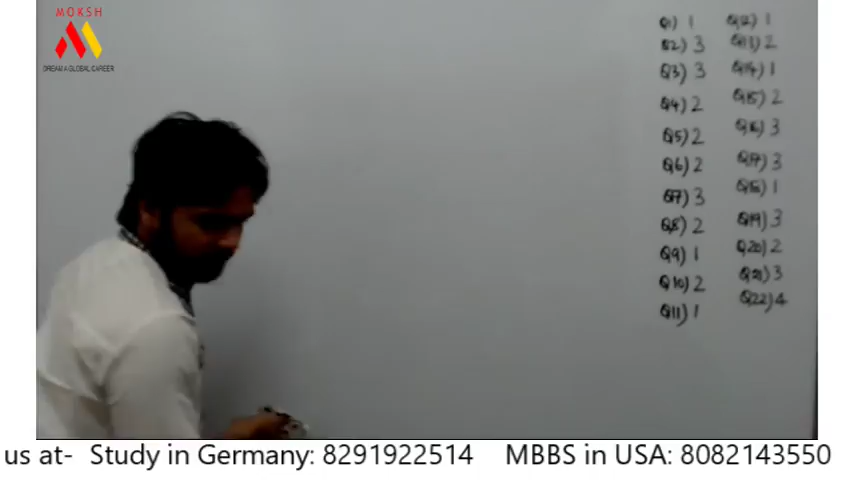 MOKSH
DREAM A GLOBAL CAREER
Q1) 1
Q2) 3
Q3) 3
Q4) 2
Q5) 2
Q6) 2
Q7) 3
Q8) 2
Q9) 1
Q10) 2
Q11) 1
Q12) 1
Q13) 2
Q14) 1
Q15) 2
Q16) 3
Q17) 3
Q18) 1
Q19) 3
Q20) 2
Q21) 3
Q22) 4
us at- Study in Germany: 8291922514 MBBS in USA: 8082143550